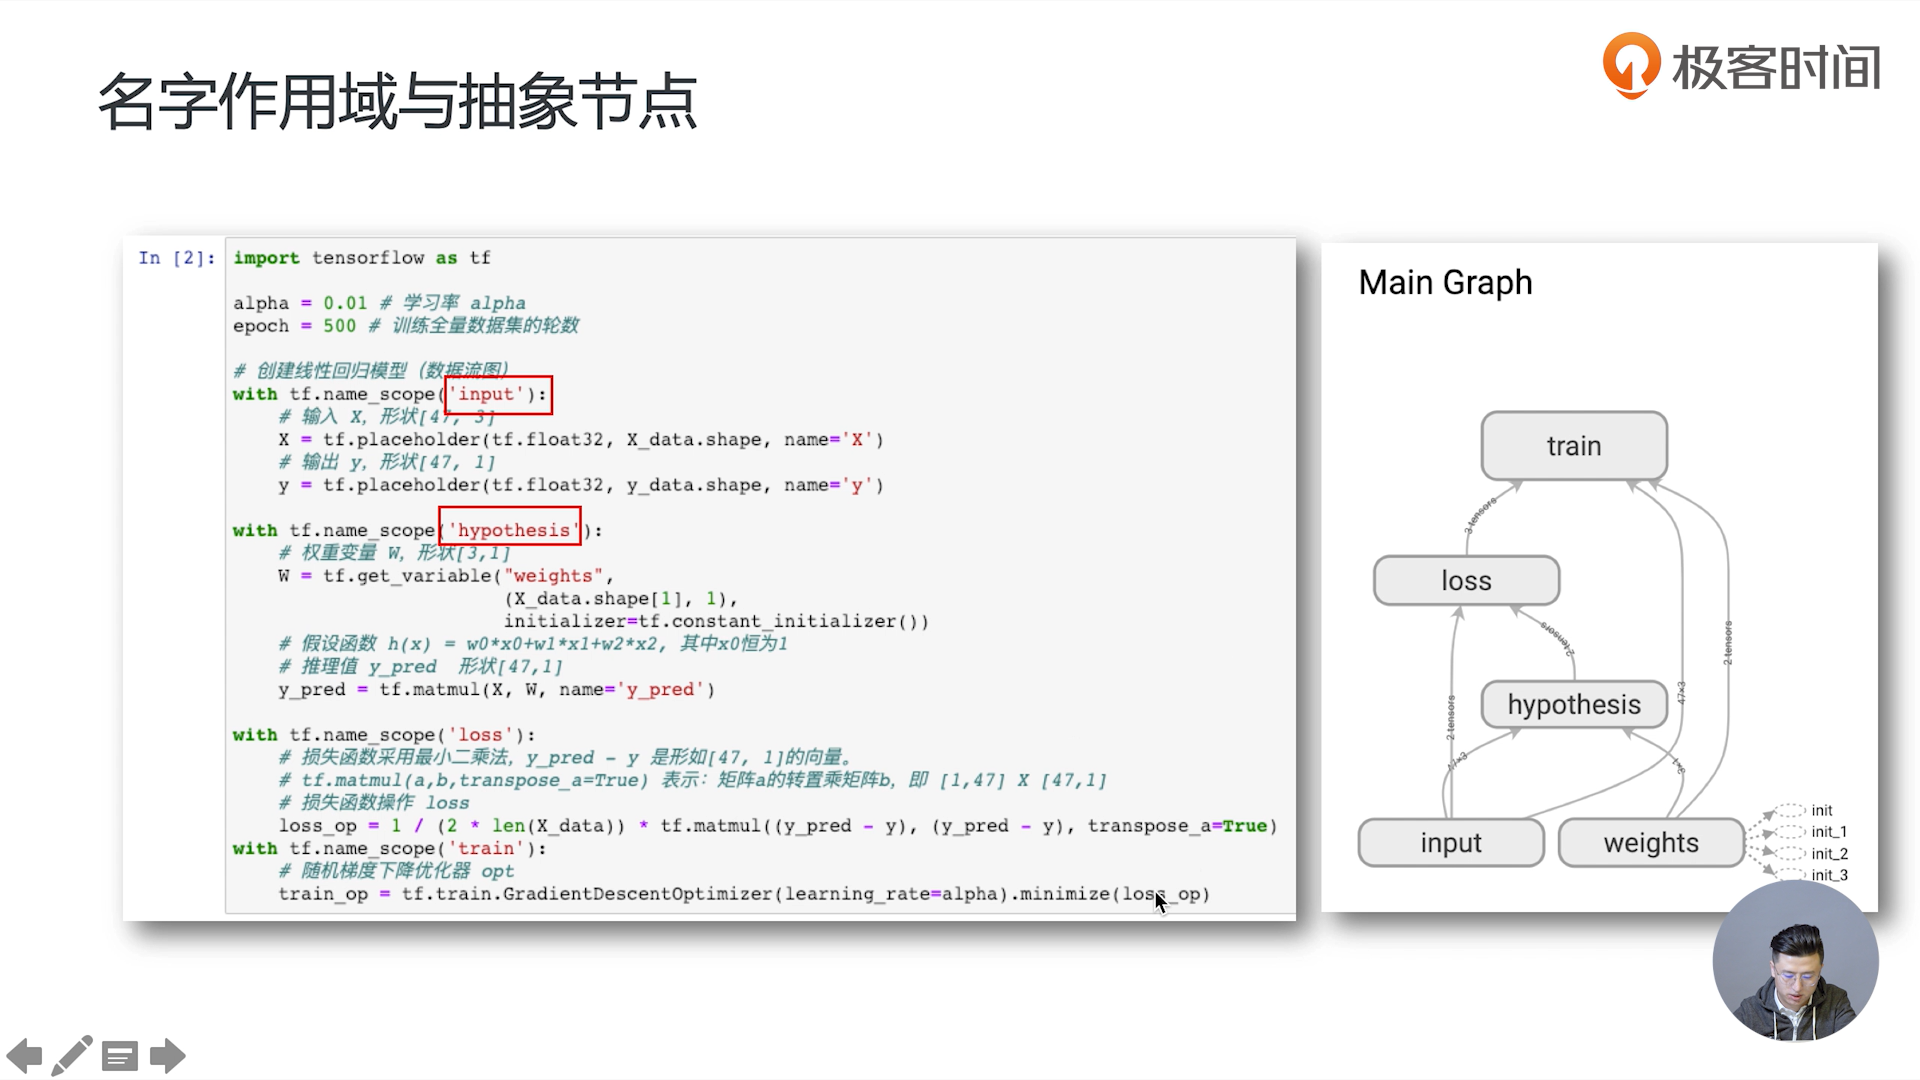 极客时间
名字作用域与抽象节点
In [2]:
import tensorflow as tf
alpha = 0.01 # 学习率 alpha
epoch = 500 # 训练全量数据集的轮数
# 创建线性回归模型（数据流图）
with tf.name_scope('input'):
# 输入 X，形状[47, 3]
X = tf.placeholder(tf.float32, X_data.shape, name='X')
# 输出 y，形状[47, 1]
y = tf.placeholder(tf.float32, y_data.shape, name='y')
with tf.name_scope('hypothesis'):
# 权重变量 W，形状[3,1]
W = tf.get_variable("weights",
(X_data.shape[1], 1),
initializer=tf.constant_initializer())
# 假设函数 h(x) = w0*x0+w1*x1+w2*x2, 其中x0恒为1
# 推理值 y_pred 形状[47,1]
y_pred = tf.matmul(X, W, name='y_pred')
with tf.name_scope('loss'):
# 损失函数采用最小二乘法，y_pred - y 是形如[47, 1]的向量。
# tf.matmul(a,b,transpose_a=True) 表示：矩阵a的转置乘矩阵b，即 [1,47] X [47,1]
# 损失函数操作 loss
loss_op = 1 / (2 * len(X_data)) * tf.matmul((y_pred - y), (y_pred - y), transpose_a=True)
with tf.name_scope('train'):
# 随机梯度下降优化器 opt
train_op = tf.train.GradientDescentOptimizer(learning_rate=alpha).minimize(loss_op)
Main Graph
train
3 tensors
loss
2 tensors
2 tensors
hypothesis
47×3
2 tensors
47×3
3×1
input
weights
init
init_1
init_2
init_3